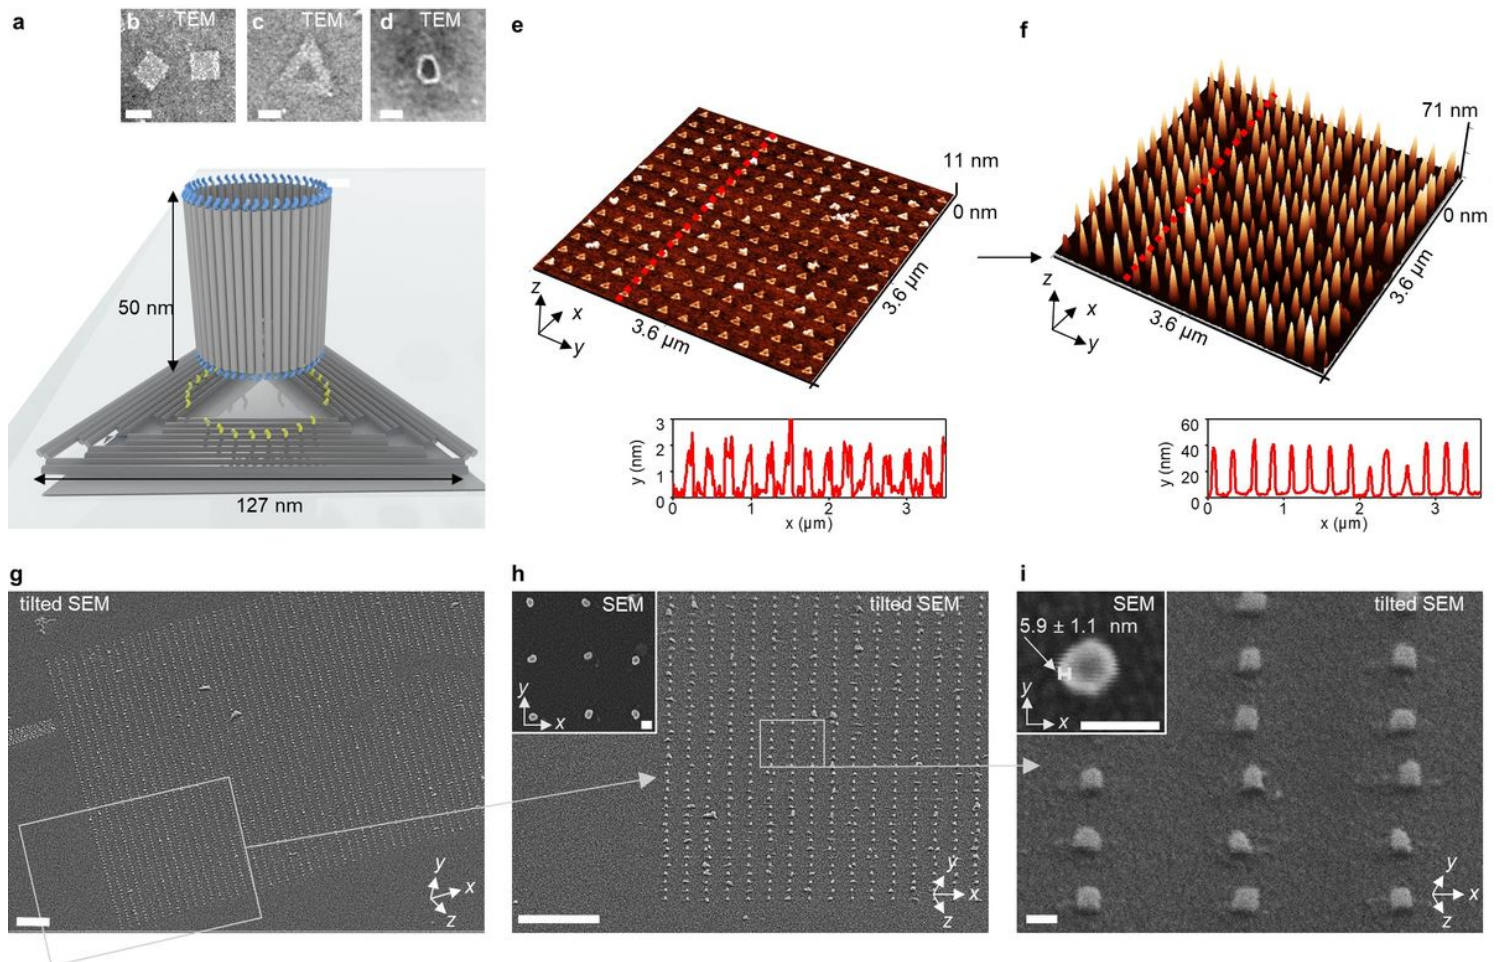 a
b TEM
c TEM
d TEM
50 nm
127 nm
e
11 nm
0 nm
3.6 µm
3.6 µm
z
x
y
3
2
1
0
y (nm)
0 1 2 3
x (µm)
f
71 nm
0 nm
3.6 µm
3.6 µm
z
x
y
60
40
20
0
y (nm)
0 1 2 3
x (µm)
g
tilted SEM
y
x
z
h
SEM
tilted SEM
y
x
y
x
z
i
SEM
tilted SEM
5.9 ± 1.1 nm
y
x
y
x
z